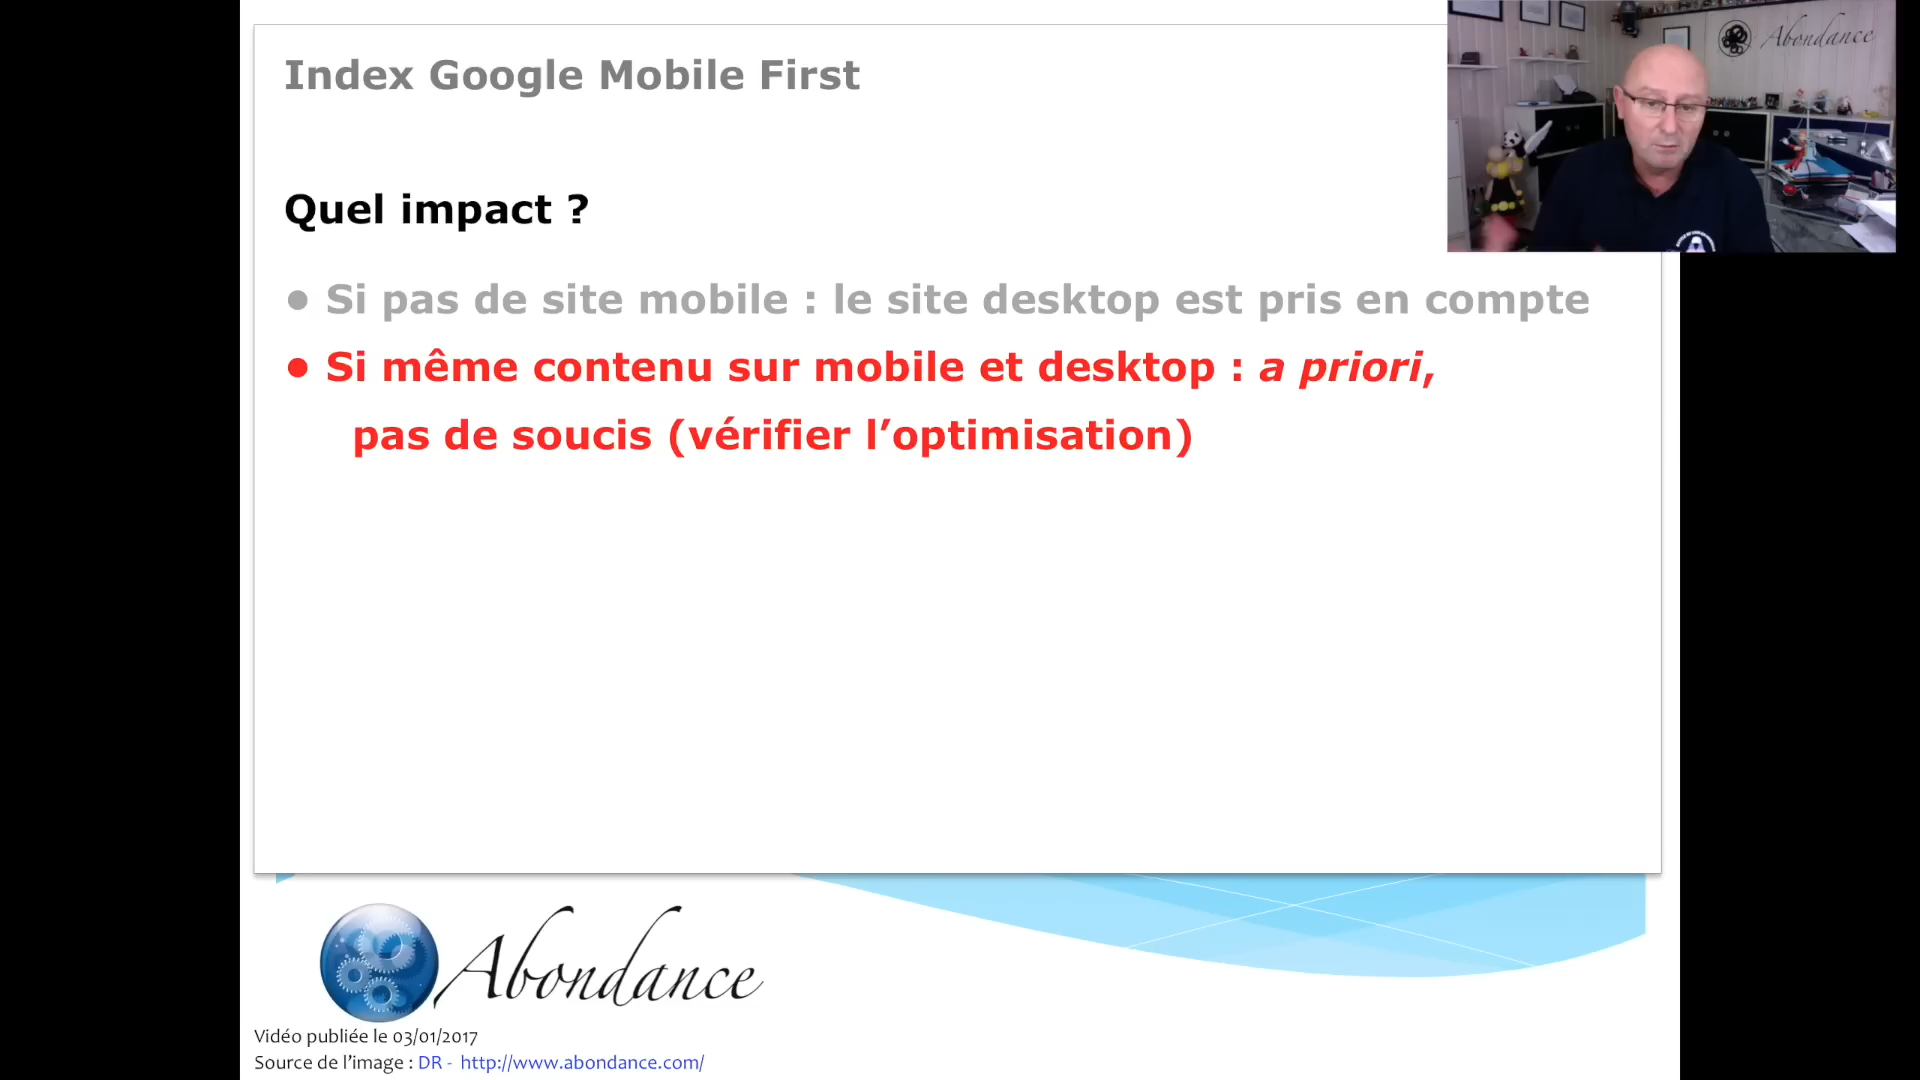 Index Google Mobile First
Abondance
Quel impact ?
• Si pas de site mobile : le site desktop est pris en compte
• Si même contenu sur mobile et desktop : a priori,
pas de soucis (vérifier l’optimisation)
Abondance
Vidéo publiée le 03/01/2017
Source de l’image : DR - http://www.abondance.com/